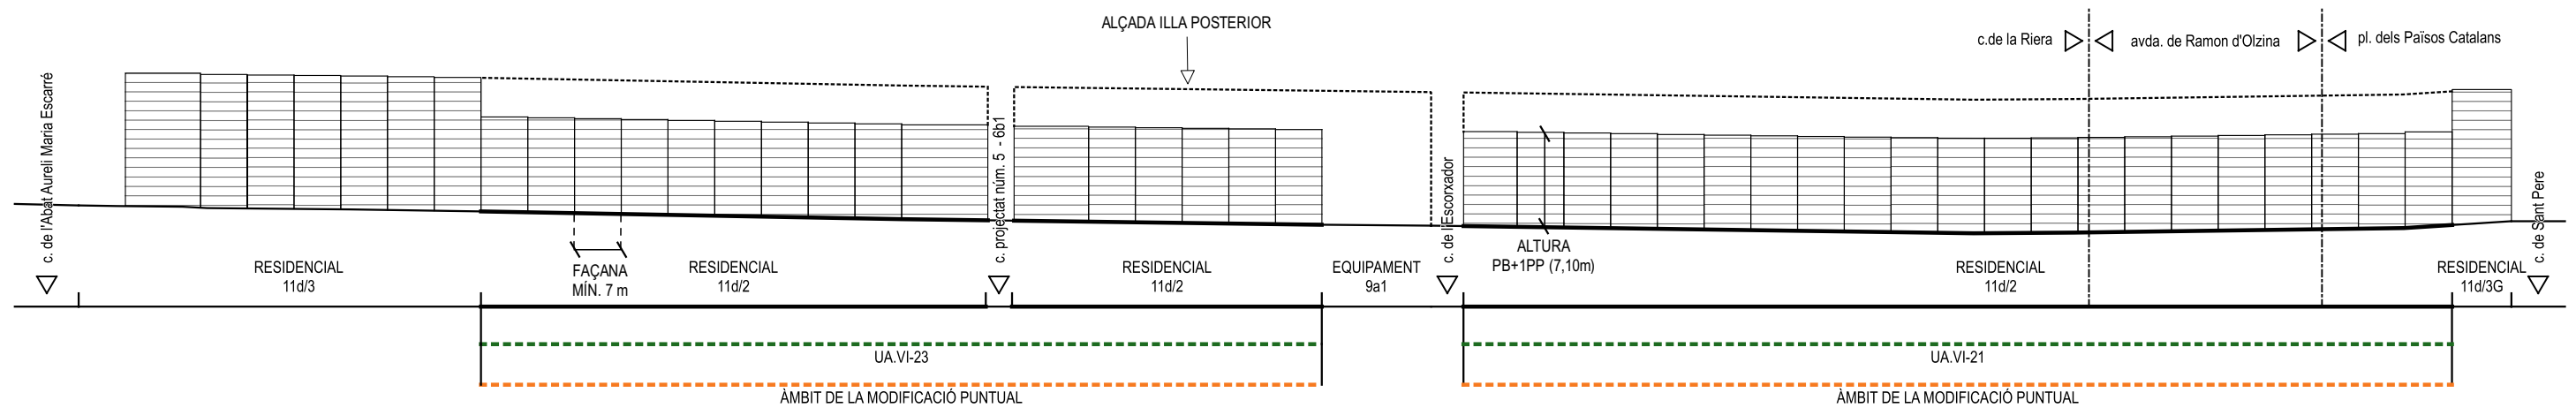 ALÇADA ILLA POSTERIOR
c.de la Riera
avda. de Ramon d'Olzina
pl. dels Països Catalans
c. de l'Abat Aureli Maria Escarré
c. projectat núm. 5 - 6b1
c. de l'Escorxador
c. de Sant Pere
ALTURA
PB+1PP (7,10m)
FAÇANA
MÍN. 7 m
RESIDENCIAL
11d/3
RESIDENCIAL
11d/2
RESIDENCIAL
11d/2
EQUIPAMENT
9a1
RESIDENCIAL
11d/2
RESIDENCIAL
11d/3G
UA.VI-23
UA.VI-21
ÀMBIT DE LA MODIFICACIÓ PUNTUAL
ÀMBIT DE LA MODIFICACIÓ PUNTUAL